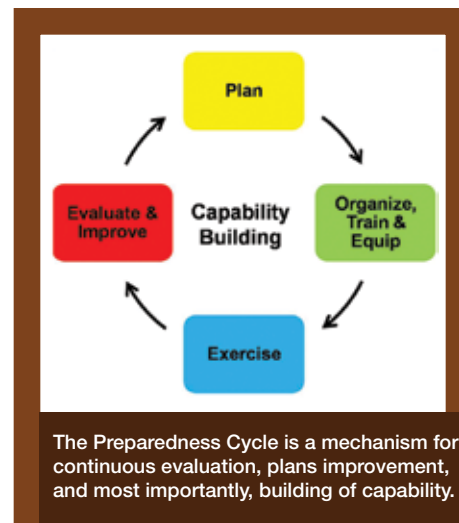 Plan
Evaluate &
Improve
Capability
Building
Organize,
Train &
Equip
Exercise
The Preparedness Cycle is a mechanism for
continuous evaluation, plans improvement,
and most importantly, building of capability.